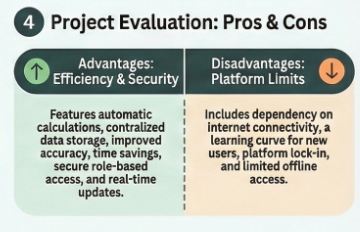 4 Project Evaluation: Pros & Cons
Advantages:
Efficiency & Security
Disadvantages:
Platform Limits
Features automatic
calculations, contralized
data storage, improved
accuracy, time savings,
secure role-based
access, and real-time
updates.
Includes dependency on
internet connectivity, a
learning curve for new
users, platform lock-in,
and limited offline
access.